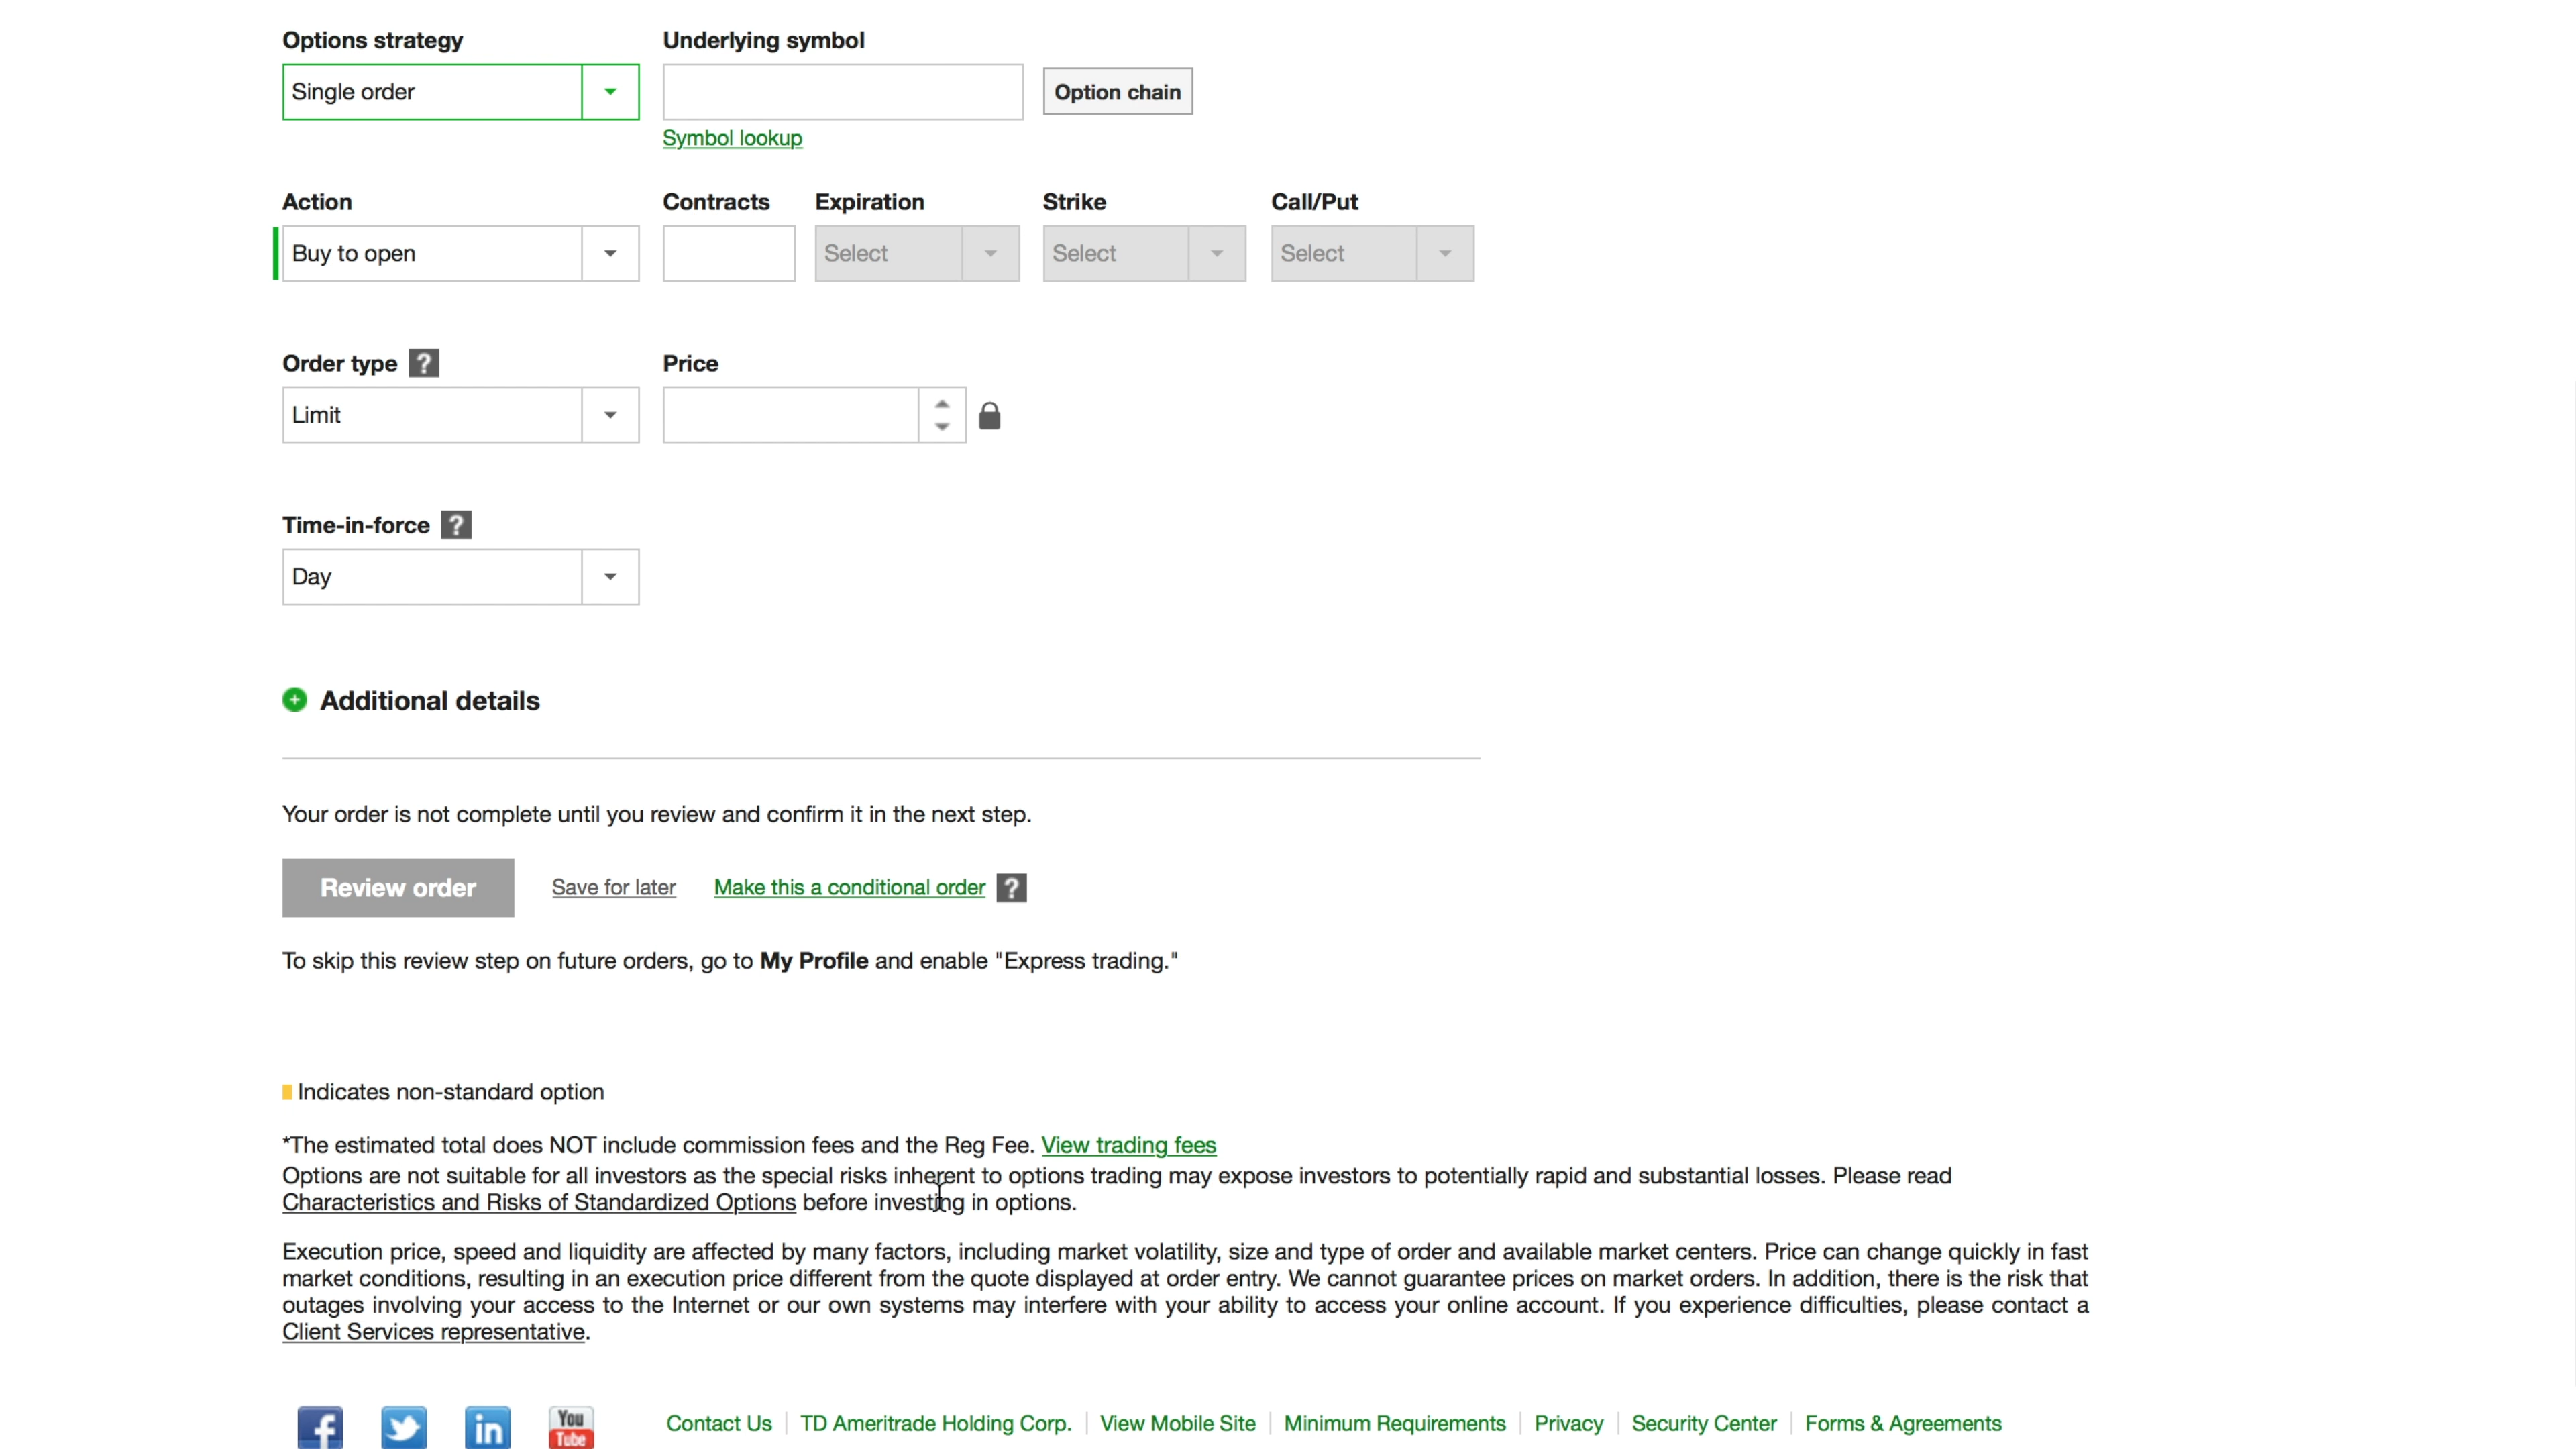 Options strategy
Underlying symbol
Single order
Option chain
Symbol lookup
Action
Contracts
Expiration
Strike
Call/Put
Buy to open
Select
Select
Select
Order type ?
Price
Limit
Time-in-force ?
Day
+ Additional details
Your order is not complete until you review and confirm it in the next step.
Review order
Save for later
Make this a conditional order ?
To skip this review step on future orders, go to My Profile and enable "Express trading."
Indicates non-standard option
*The estimated total does NOT include commission fees and the Reg Fee. View trading fees
Options are not suitable for all investors as the special risks inherent to options trading may expose investors to potentially rapid and substantial losses. Please read
Characteristics and Risks of Standardized Options before investing in options.
Execution price, speed and liquidity are affected by many factors, including market volatility, size and type of order and available market centers. Price can change quickly in fast
market conditions, resulting in an execution price different from the quote displayed at order entry. We cannot guarantee prices on market orders. In addition, there is the risk that
outages involving your access to the Internet or our own systems may interfere with your ability to access your online account. If you experience difficulties, please contact a
Client Services representative.
f
in
You
Tube
Contact Us
TD Ameritrade Holding Corp.
View Mobile Site
Minimum Requirements
Privacy
Security Center
Forms & Agreements